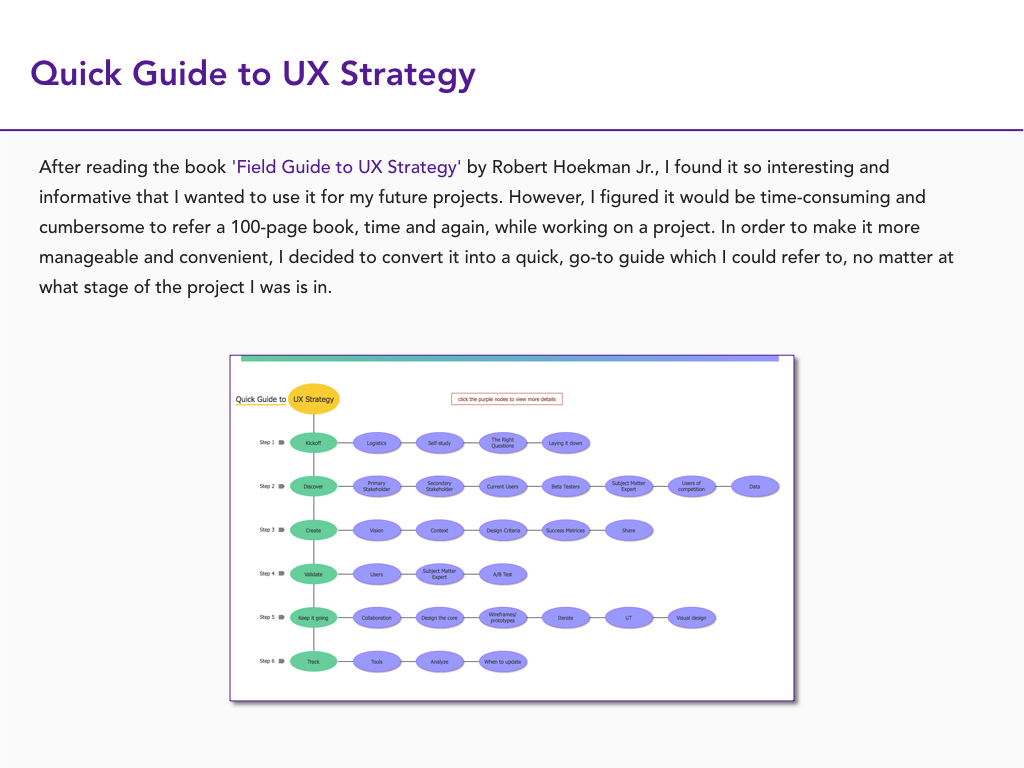 Quick Guide to UX Strategy
After reading the book 'Field Guide to UX Strategy' by Robert Hoekman Jr., I found it so interesting and
informative that I wanted to use it for my future projects. However, I figured it would be time-consuming and
cumbersome to refer a 100-page book, time and again, while working on a project. In order to make it more
manageable and convenient, I decided to convert it into a quick, go-to guide which I could refer to, no matter at
what stage of the project I was is in.
Quick Guide to UX Strategy
click the purple nodes to view more details
Step 1 Kickoff Logistics Self-study The Right Questions Laying it down
Step 2 Discover Primary Stakeholder Secondary Stakeholder Current Users Beta Testers Subject Matter Expert Users of competition Data
Step 3 Create Vision Context Design Criteria Success Metrices Share
Step 4 Validate Users Subject Matter Expert A/B Test
Step 5 Keep it going Collaboration Design the core Wireframes/ prototypes Iterate UT Visual design
Step 6 Track Tools Analyze When to update